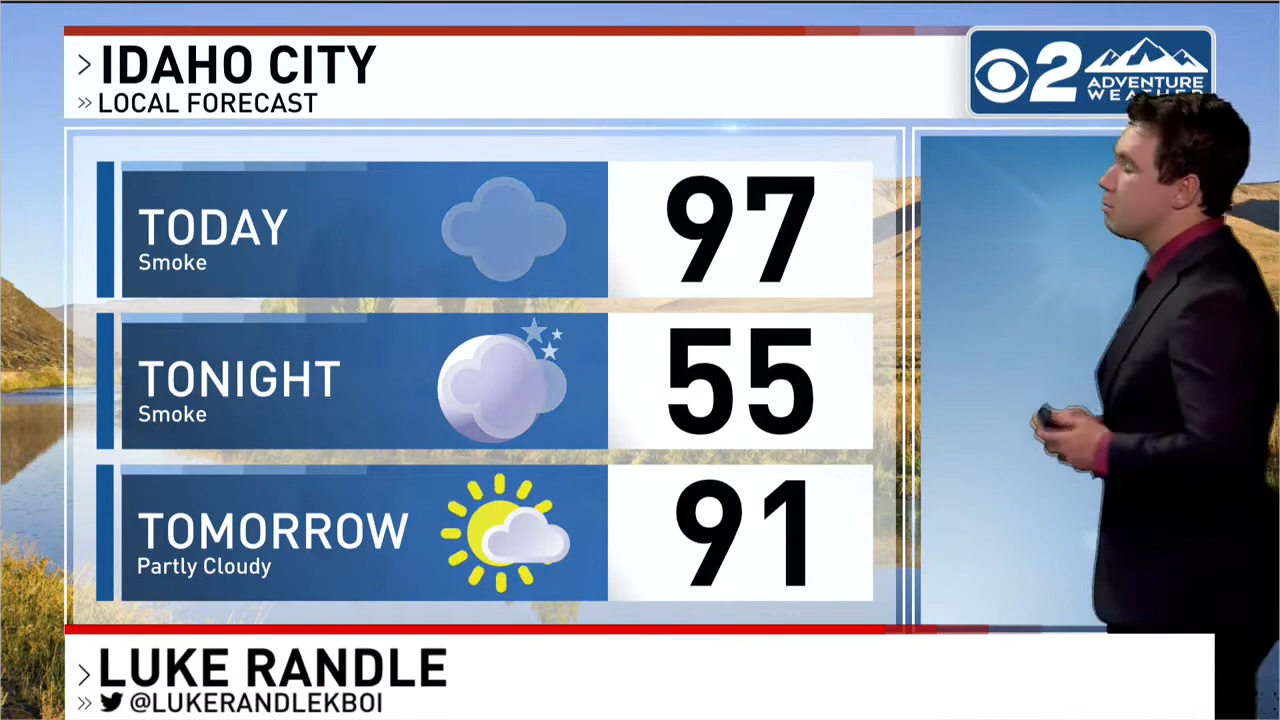 IDAHO CITY
LOCAL FORECAST
2 ADVENTURE
WEATHER
TODAY
Smoke
97
TONIGHT
Smoke
55
TOMORROW
Partly Cloudy
91
LUKE RANDLE
@LUKERANDLEKBOI